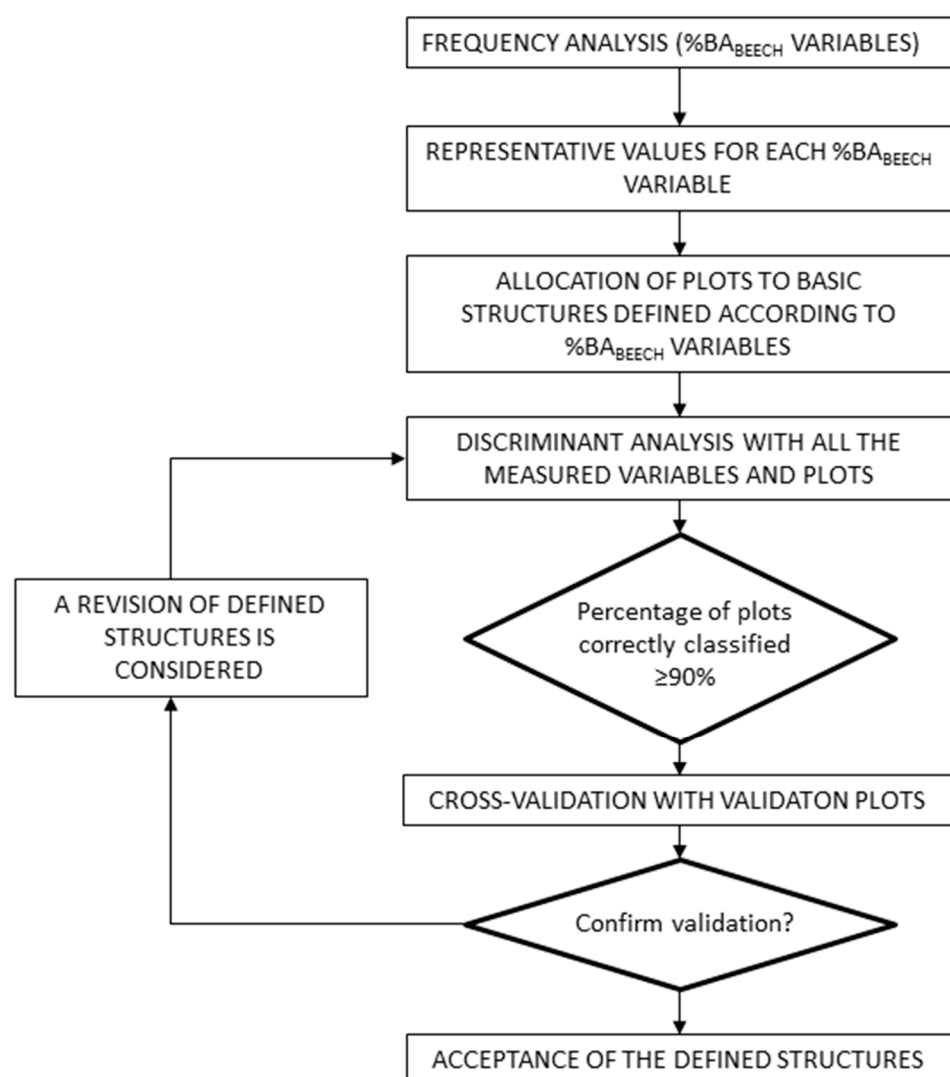 FREQUENCY ANALYSIS (%BABEECH VARIABLES)
REPRESENTATIVE VALUES FOR EACH %BABEECH
VARIABLE
ALLOCATION OF PLOTS TO BASIC
STRUCTURES DEFINED ACCORDING TO
%BABEECH VARIABLES
DISCRIMINANT ANALYSIS WITH ALL THE
MEASURED VARIABLES AND PLOTS
A REVISION OF DEFINED
STRUCTURES IS
CONSIDERED
Percentage of plots
correctly classified
≥90%
CROSS-VALIDATION WITH VALIDATON PLOTS
Confirm validation?
ACCEPTANCE OF THE DEFINED STRUCTURES